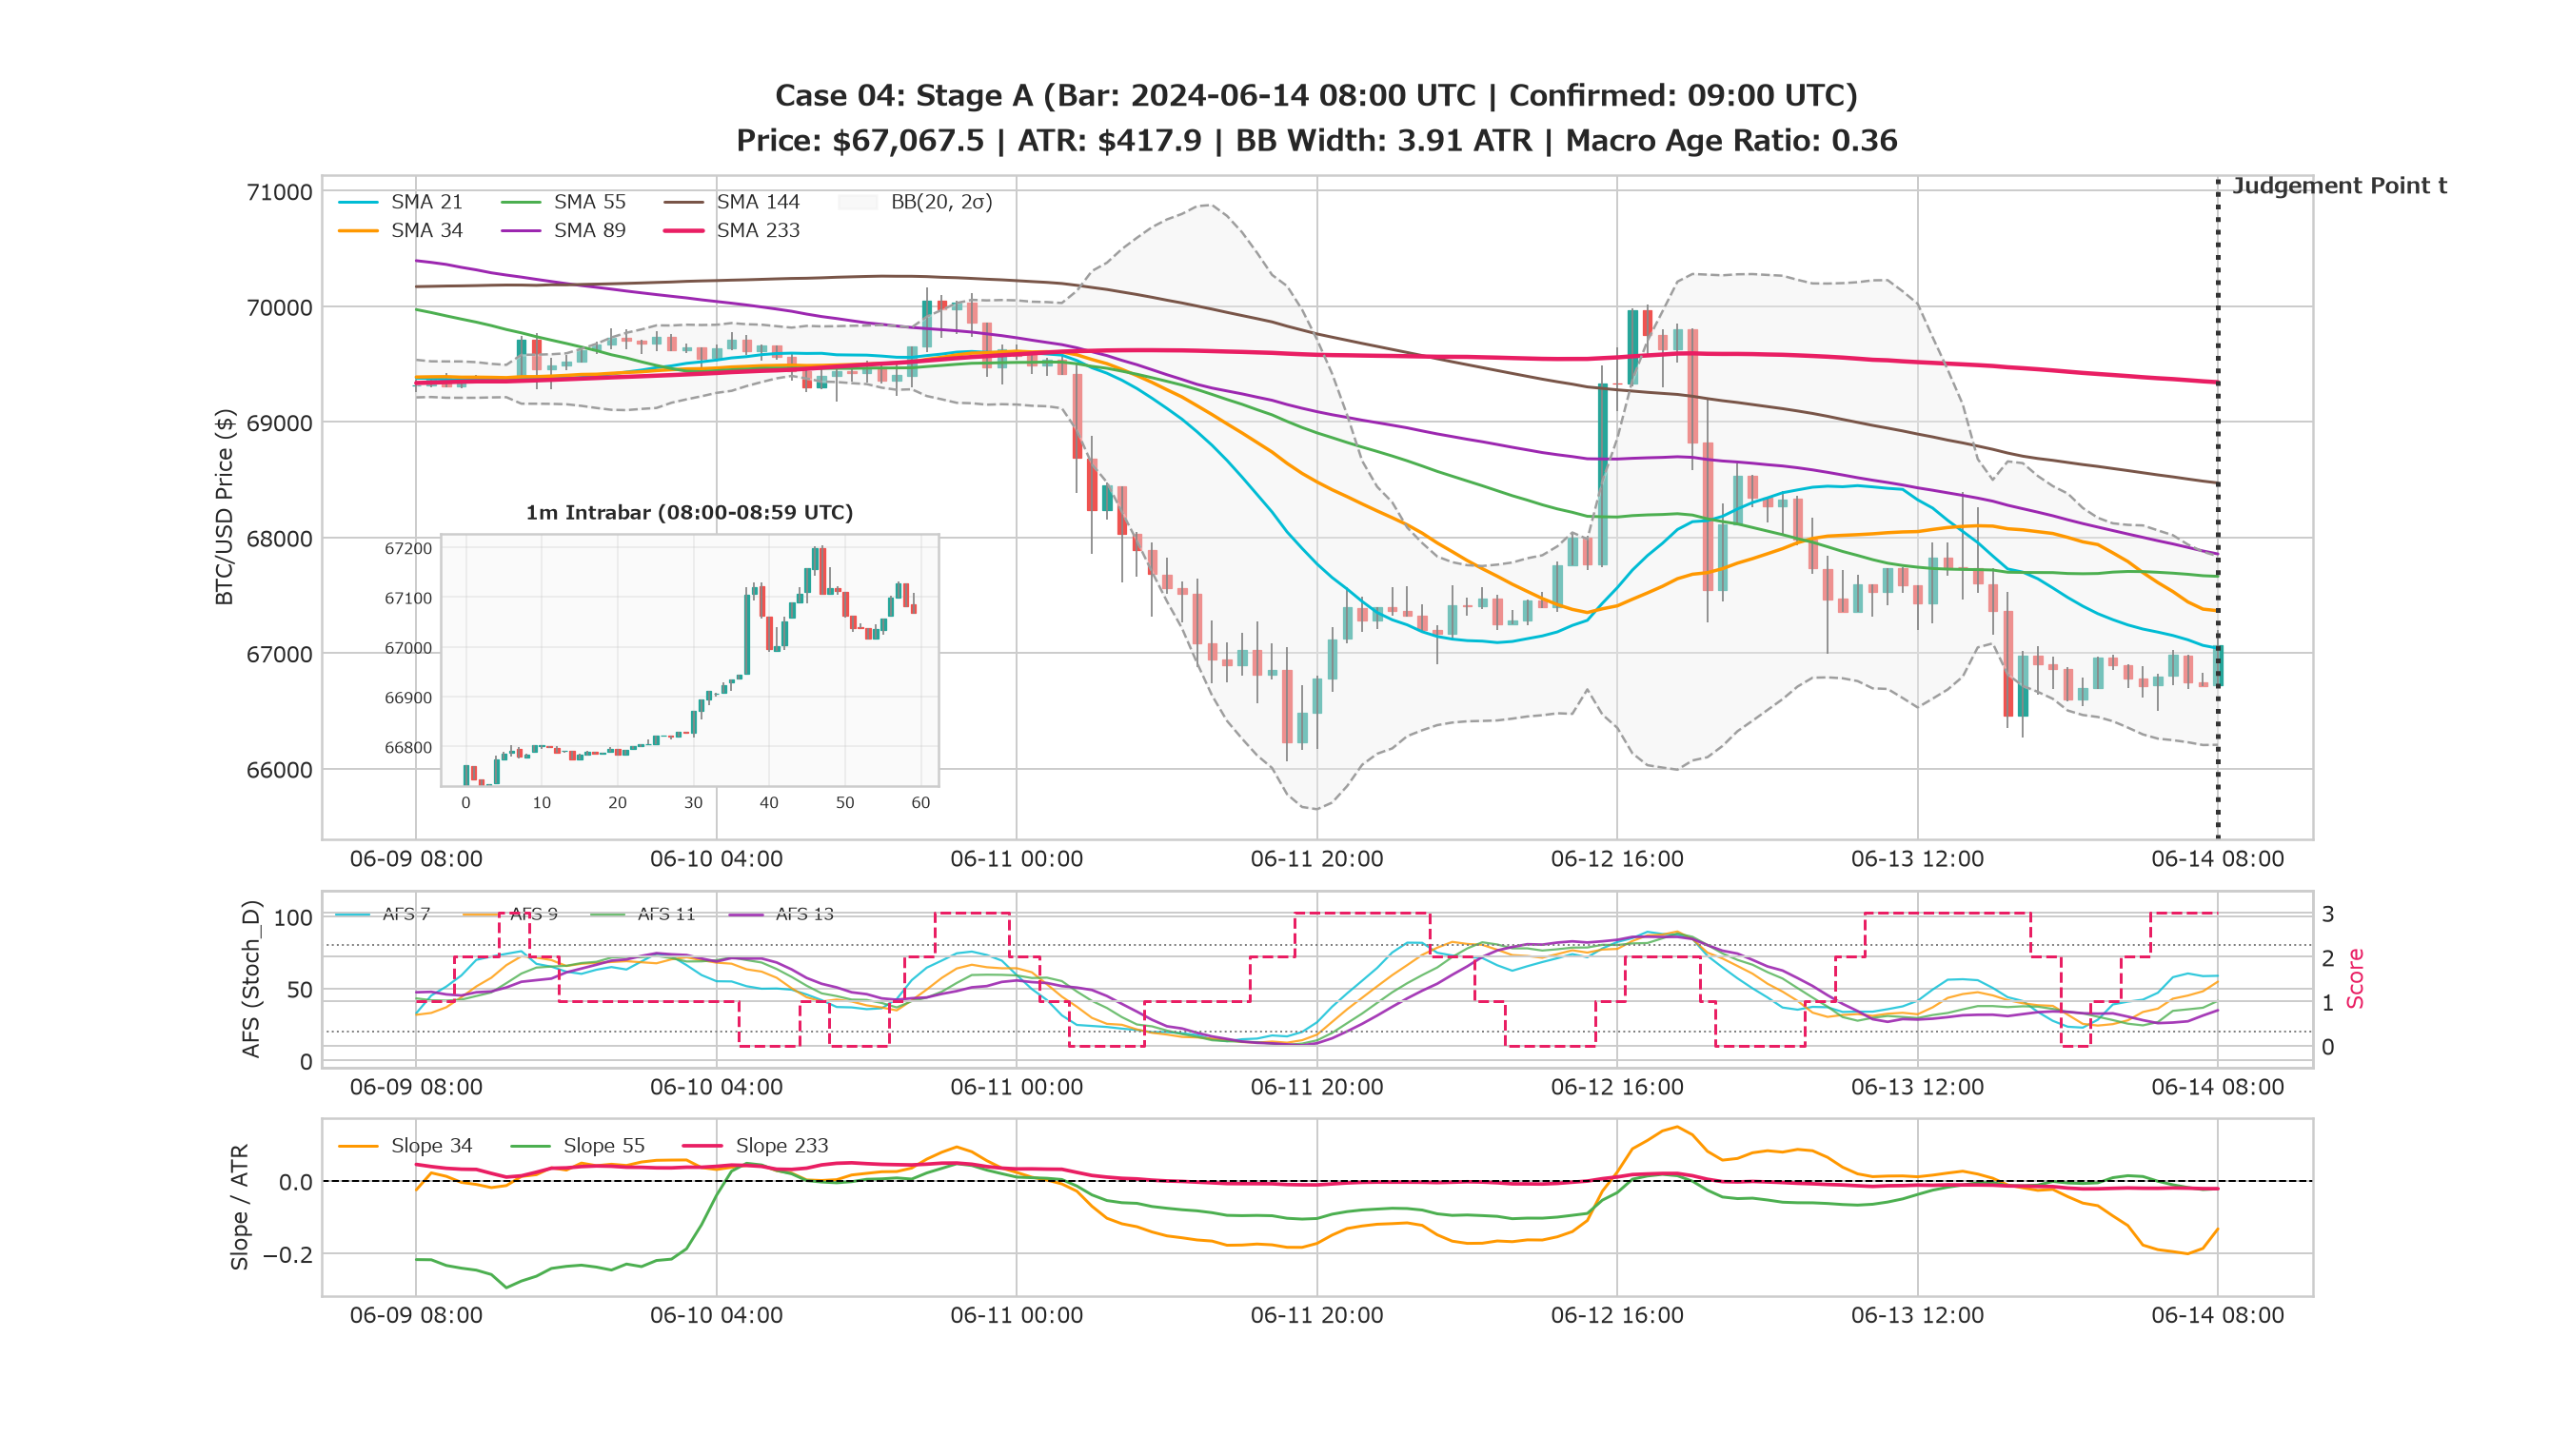 Case 04: Stage A (Bar: 2024-06-14 08:00 UTC | Confirmed: 09:00 UTC)
Price: $67,067.5 | ATR: $417.9 | BB Width: 3.91 ATR | Macro Age Ratio: 0.36
Judgement Point t
SMA 21 SMA 55 SMA 144 BB(20, 2σ)
SMA 34 SMA 89 SMA 233
71000
70000
69000
68000
67000
66000
BTC/USD Price ($)
1m Intrabar (08:00-08:59 UTC)
67200
67100
67000
66900
66800
0 10 20 30 40 50 60
06-09 08:00 06-10 04:00 06-11 00:00 06-11 20:00 06-12 16:00 06-13 12:00 06-14 08:00
AFS 7 AFS 9 AFS 11 AFS 13
100
50
0
AFS (Stoch_D)
3
2
1
0
Score
06-09 08:00 06-10 04:00 06-11 00:00 06-11 20:00 06-12 16:00 06-13 12:00 06-14 08:00
Slope 34 Slope 55 Slope 233
0.0
−0.2
Slope / ATR
06-09 08:00 06-10 04:00 06-11 00:00 06-11 20:00 06-12 16:00 06-13 12:00 06-14 08:00